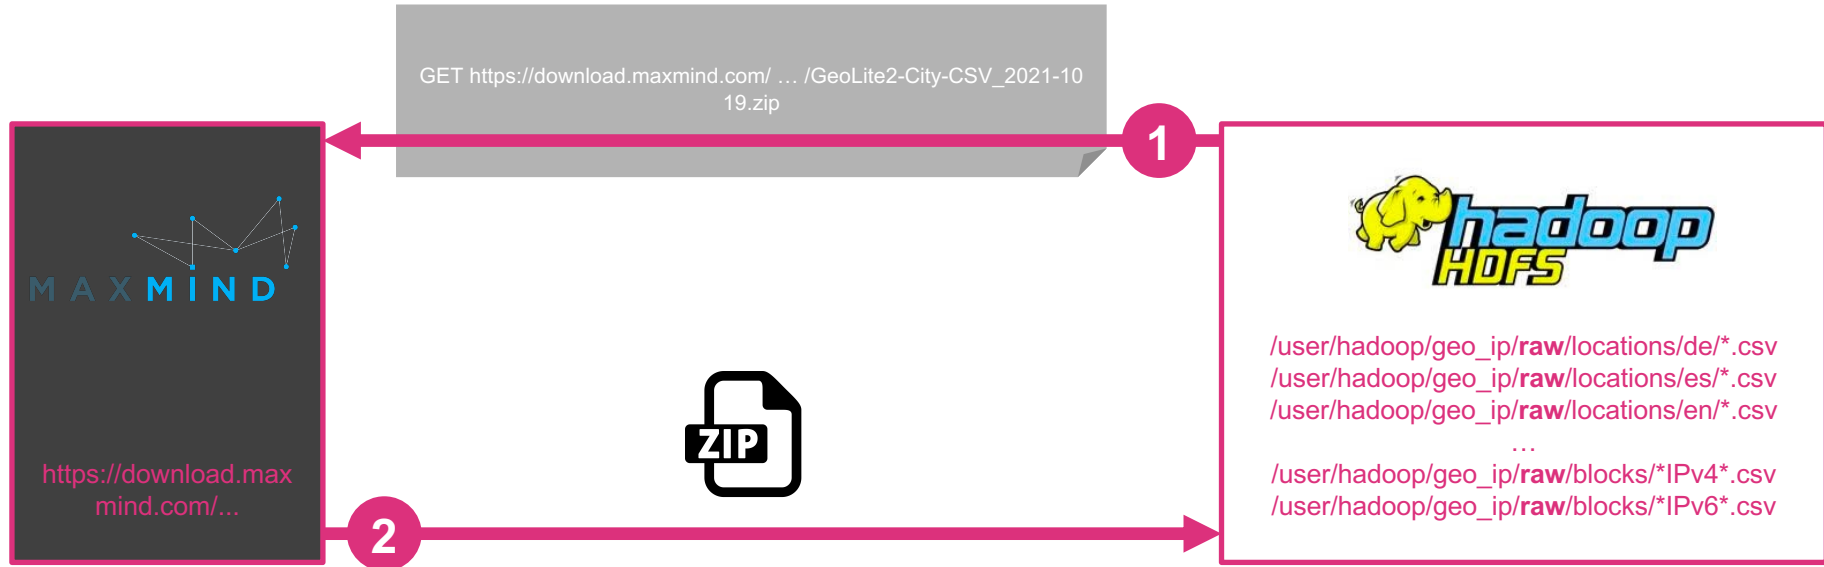 GET https://download.maxmind.com/ … /GeoLite2-City-CSV_2021-10
19.zip
1
MAXMIND
hadoop
HDFS
/user/hadoop/geo_ip/raw/locations/de/*.csv
/user/hadoop/geo_ip/raw/locations/es/*.csv
/user/hadoop/geo_ip/raw/locations/en/*.csv
…
/user/hadoop/geo_ip/raw/blocks/*IPv4*.csv
/user/hadoop/geo_ip/raw/blocks/*IPv6*.csv
ZIP
https://download.max
mind.com/...
2